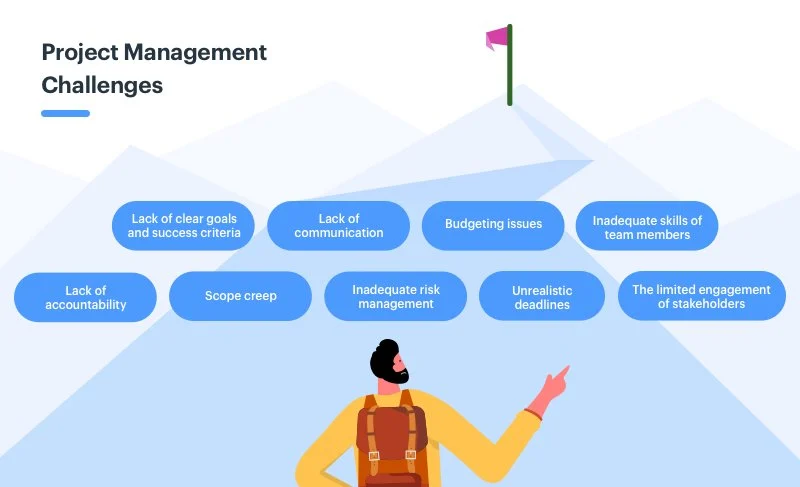 Project Management
Challenges
Lack of clear goals
and success criteria
Lack of
communication
Budgeting issues
Inadequate skills of
team members
Lack of
accountability
Scope creep
Inadequate risk
management
Unrealistic
deadlines
The limited engagement
of stakeholders